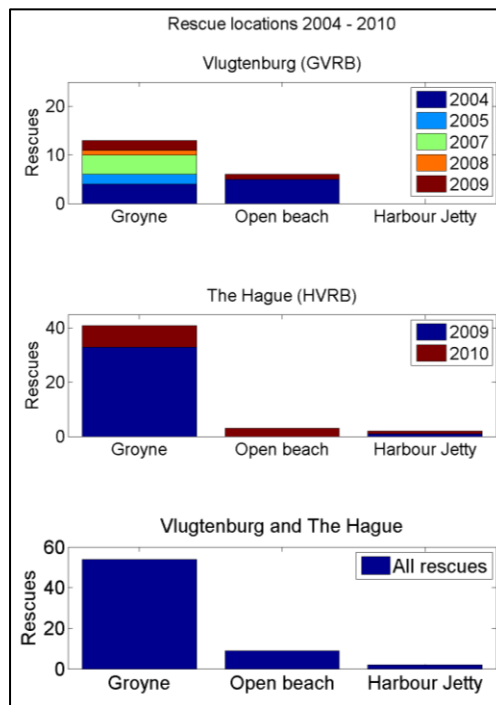 Rescue locations 2004 - 2010
Vlugtenburg (GVRB)
Rescues
20
10
0
2004
2005
2007
2008
2009
Groyne Open beach Harbour Jetty
The Hague (HVRB)
Rescues
40
20
0
2009
2010
Groyne Open beach Harbour Jetty
Vlugtenburg and The Hague
Rescues
60
40
20
0
All rescues
Groyne Open beach Harbour Jetty